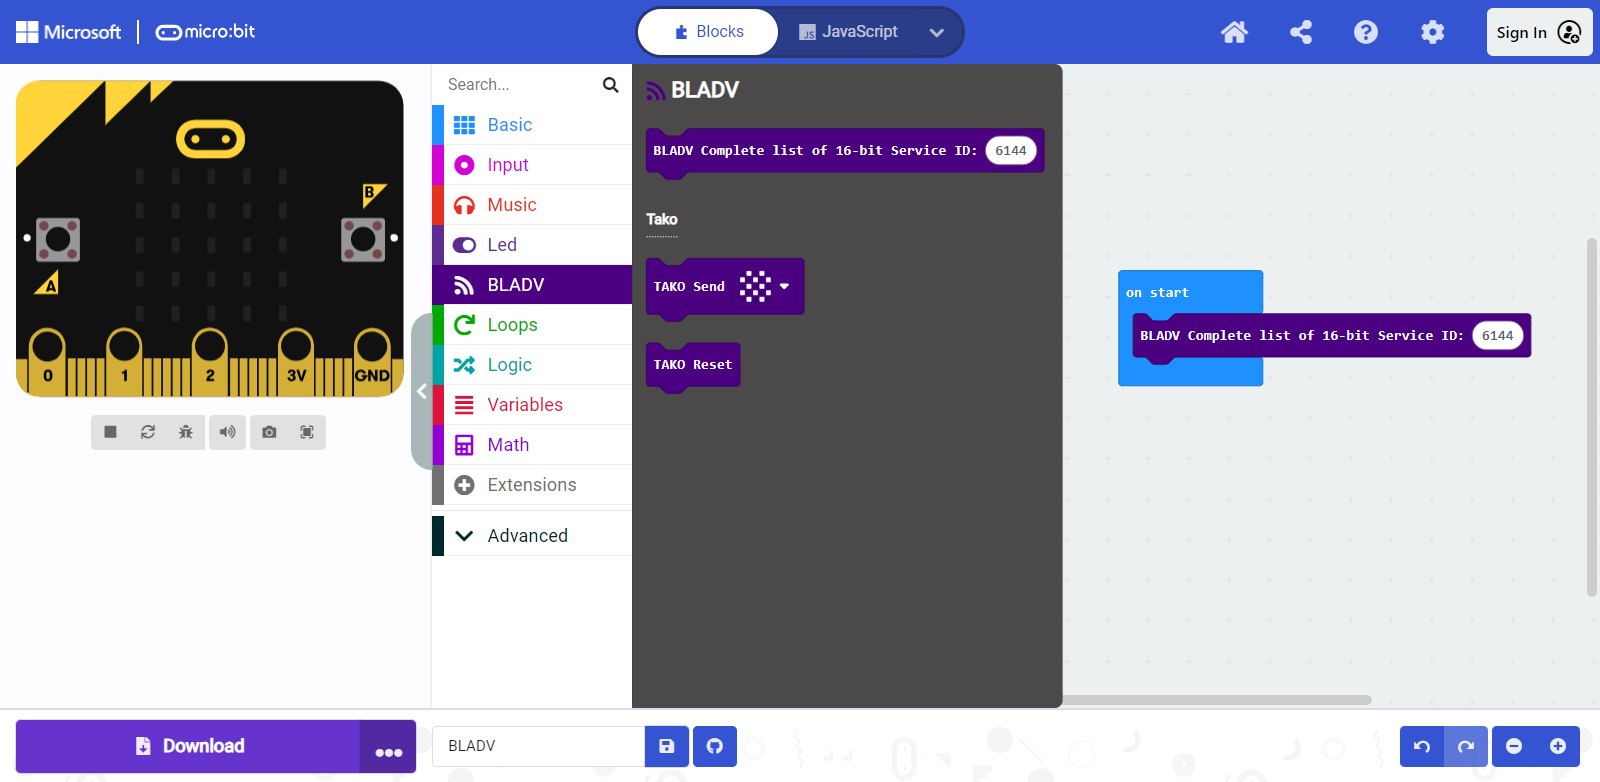 Microsoft
micro:bit
Blocks
JavaScript
Sign In
Search...
Basic
Input
Music
Led
BLADV
Loops
Logic
Variables
Math
Extensions
Advanced
BLADV
BLADV Complete list of 16-bit Service ID: 6144
Tako
TAKO Send
TAKO Reset
on start
BLADV Complete list of 16-bit Service ID: 6144
B
A
0 1 2 3V GND
Download
BLADV